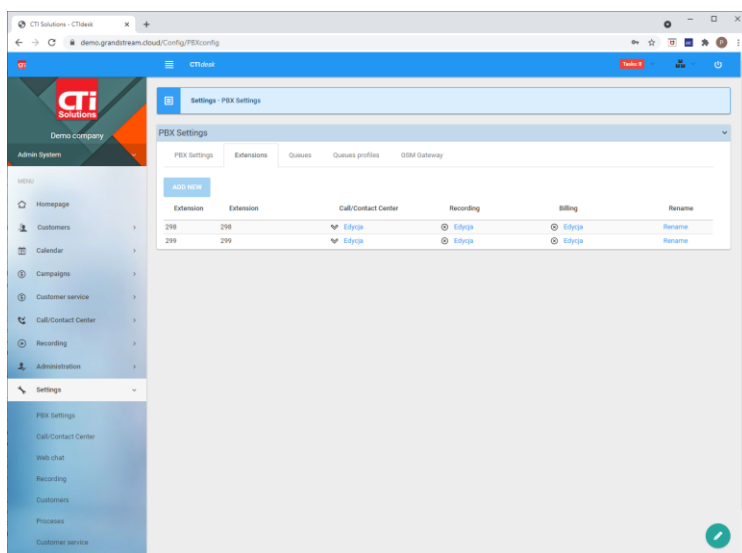 CTI Solutions - CTIdesk
demo.grandstream.cloud/Config/PBXconfig
CTIdesk
Tasks: 0
CTi
Solutions
Demo company
Admin System
MENU
Homepage
Customers
Calendar
Campaigns
Customer service
Call/Contact Center
Recording
Administration
Settings
PBX Settings
Call/Contact Center
Web chat
Recording
Customers
Processes
Customer service
Settings - PBX Settings
PBX Settings
PBX Settings Extensions Queues Queues profiles GSM Gateway
ADD NEW
Extension Extension Call/Contact Center Recording Billing Rename
298 298 Edycja Edycja Edycja Rename
299 299 Edycja Edycja Edycja Rename